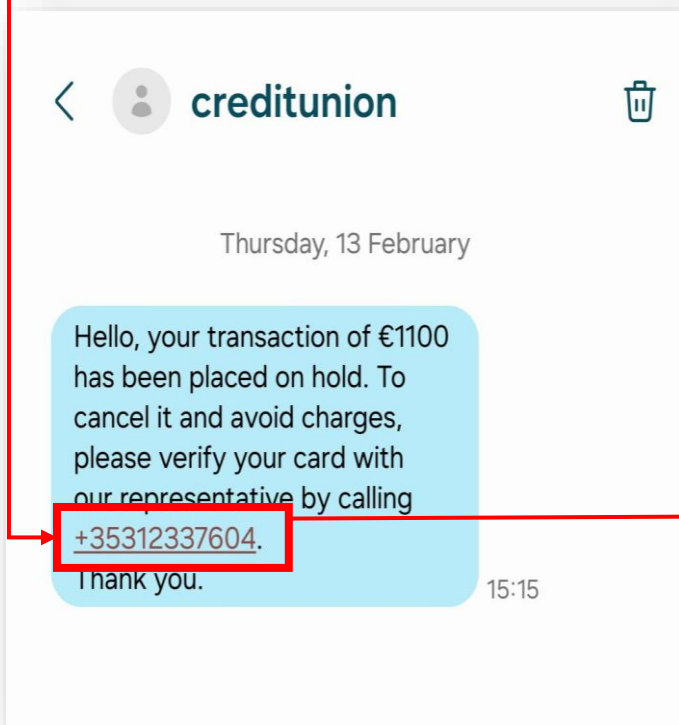 creditunion
Thursday, 13 February
Hello, your transaction of €1100
has been placed on hold. To
cancel it and avoid charges,
please verify your card with
our representative by calling
+35312337604.
Thank you.
15:15